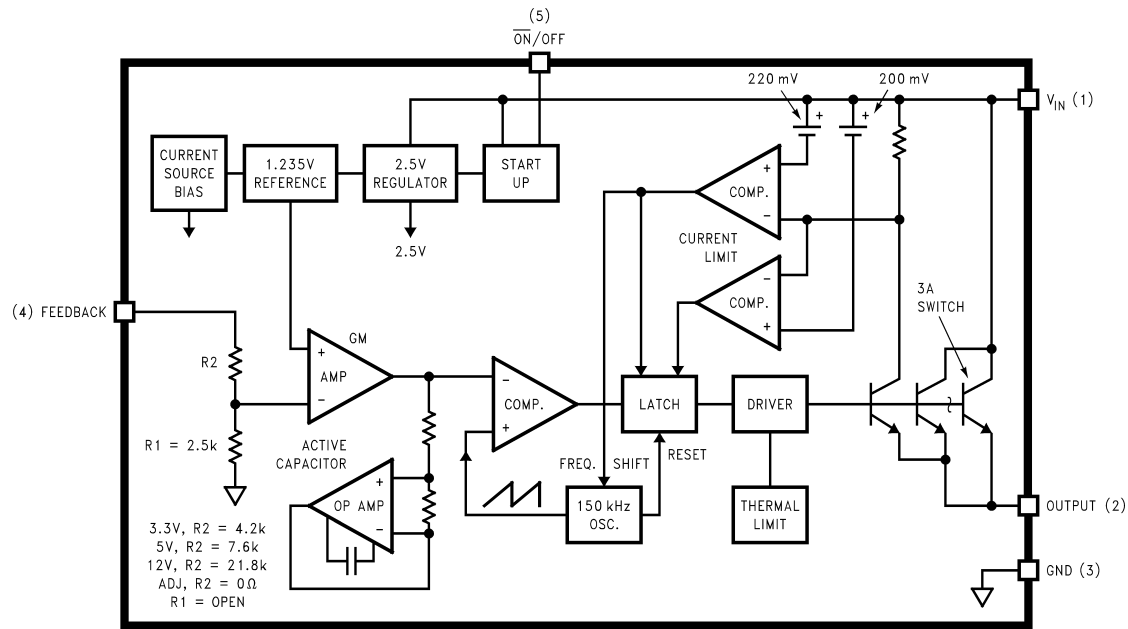 (5)
ON/OFF
220 mV
200 mV
+
+
VIN (1)
CURRENT
SOURCE
BIAS
1.235V
REFERENCE
2.5V
REGULATOR
START
UP
2.5V
+
COMP.
−
CURRENT
LIMIT
−
COMP.
+
3A
SWITCH
(4) FEEDBACK
R2
R1 = 2.5k
GM
+
AMP
−
−
COMP.
+
LATCH
DRIVER
ACTIVE
CAPACITOR
+
OP AMP
−
FREQ. SHIFT
RESET
150 kHz
OSC.
THERMAL
LIMIT
OUTPUT (2)
GND (3)
3.3V, R2 = 4.2k
5V, R2 = 7.6k
12V, R2 = 21.8k
ADJ, R2 = 0Ω
R1 = OPEN